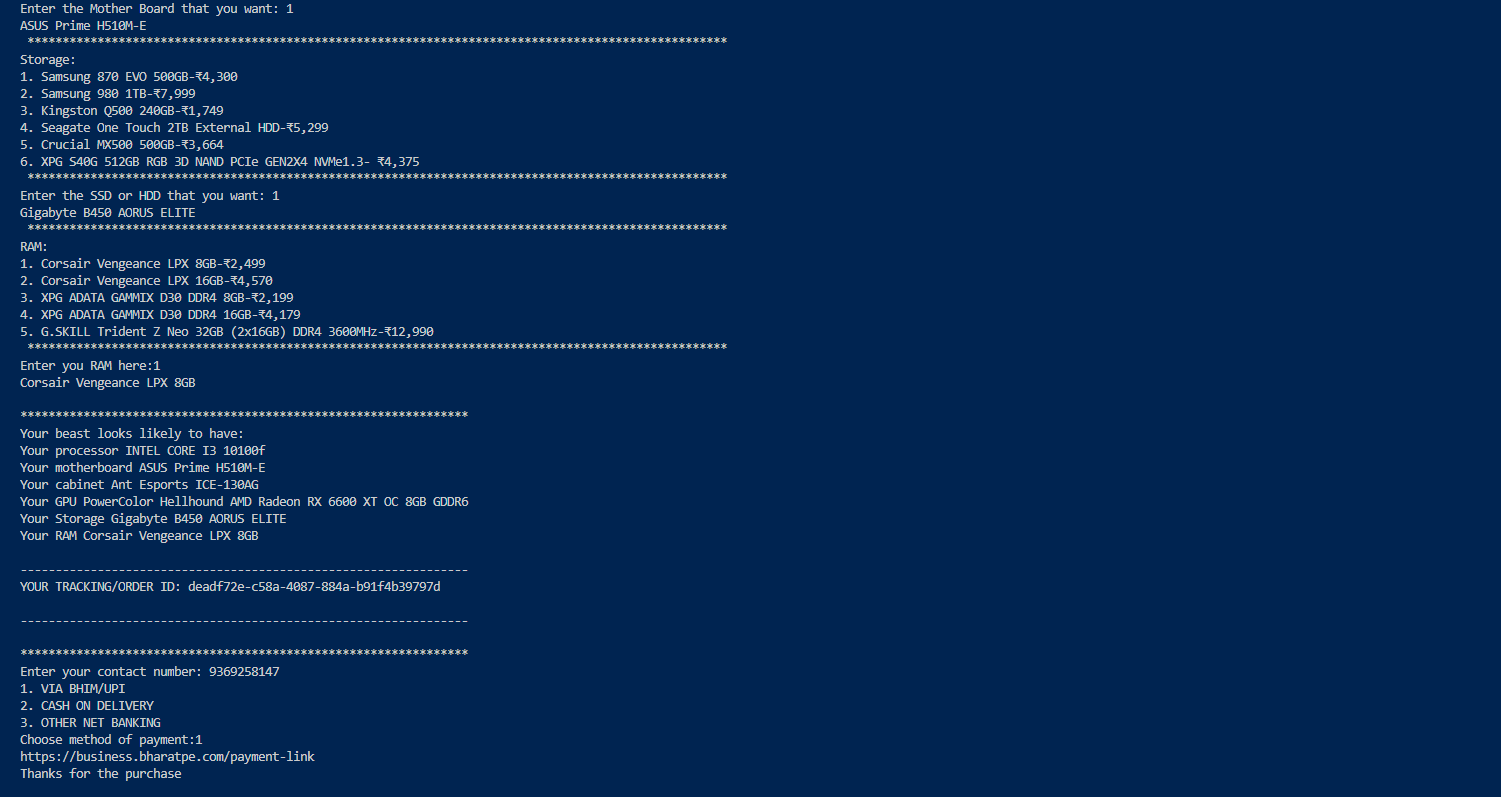 Enter the Mother Board that you want: 1
ASUS Prime H510M-E
****************************************************************************************************
Storage:
1. Samsung 870 EVO 500GB-₹4,300
2. Samsung 980 1TB-₹7,999
3. Kingston Q500 240GB-₹1,749
4. Seagate One Touch 2TB External HDD-₹5,299
5. Crucial MX500 500GB-₹3,664
6. XPG S40G 512GB RGB 3D NAND PCIe GEN2X4 NVMe1.3- ₹4,375
****************************************************************************************************
Enter the SSD or HDD that you want: 1
Gigabyte B450 AORUS ELITE
****************************************************************************************************
RAM:
1. Corsair Vengeance LPX 8GB-₹2,499
2. Corsair Vengeance LPX 16GB-₹4,570
3. XPG ADATA GAMMIX D30 DDR4 8GB-₹2,199
4. XPG ADATA GAMMIX D30 DDR4 16GB-₹4,179
5. G.SKILL Trident Z Neo 32GB (2x16GB) DDR4 3600MHz-₹12,990
****************************************************************************************************
Enter you RAM here:1
Corsair Vengeance LPX 8GB
****************************************************************
Your beast looks likely to have:
Your processor INTEL CORE I3 10100f
Your motherboard ASUS Prime H510M-E
Your cabinet Ant Esports ICE-130AG
Your GPU PowerColor Hellhound AMD Radeon RX 6600 XT OC 8GB GDDR6
Your Storage Gigabyte B450 AORUS ELITE
Your RAM Corsair Vengeance LPX 8GB
----------------------------------------------------------------
YOUR TRACKING/ORDER ID: deadf72e-c58a-4087-884a-b91f4b39797d
----------------------------------------------------------------
****************************************************************
Enter your contact number: 9369258147
1. VIA BHIM/UPI
2. CASH ON DELIVERY
3. OTHER NET BANKING
Choose method of payment:1
https://business.bharatpe.com/payment-link
Thanks for the purchase